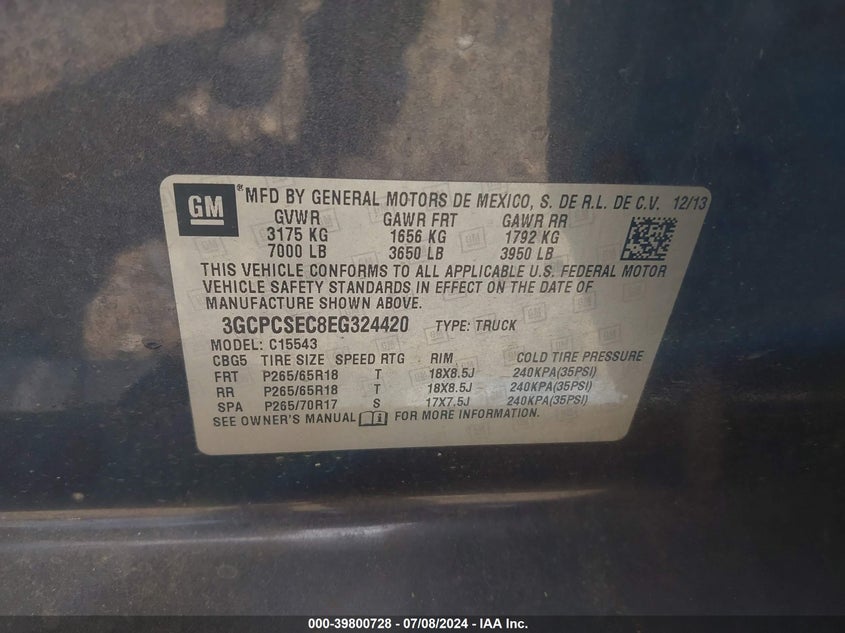 GM ® MFD BY GENERAL MOTORS DE MEXICO, S. DE R.L. DE C.V. 12/13
GVWR GAWR FRT GAWR RR
3175 KG 1656 KG 1792 KG
7000 LB 3650 LB 3950 LB
THIS VEHICLE CONFORMS TO ALL APPLICABLE U.S. FEDERAL MOTOR
VEHICLE SAFETY STANDARDS IN EFFECT ON THE DATE OF
MANUFACTURE SHOWN ABOVE.
3GCPCSEC8EG324420 TYPE: TRUCK
MODEL: C15543
CBG5 TIRE SIZE SPEED RTG RIM COLD TIRE PRESSURE
FRT P265/65R18 T 18X8.5J 240KPA(35PSI)
RR P265/65R18 T 18X8.5J 240KPA(35PSI)
SPA P265/70R17 S 17X7.5J 240KPA(35PSI)
SEE OWNER'S MANUAL FOR MORE INFORMATION.
000-39800728 - 07/08/2024 - IAA Inc.